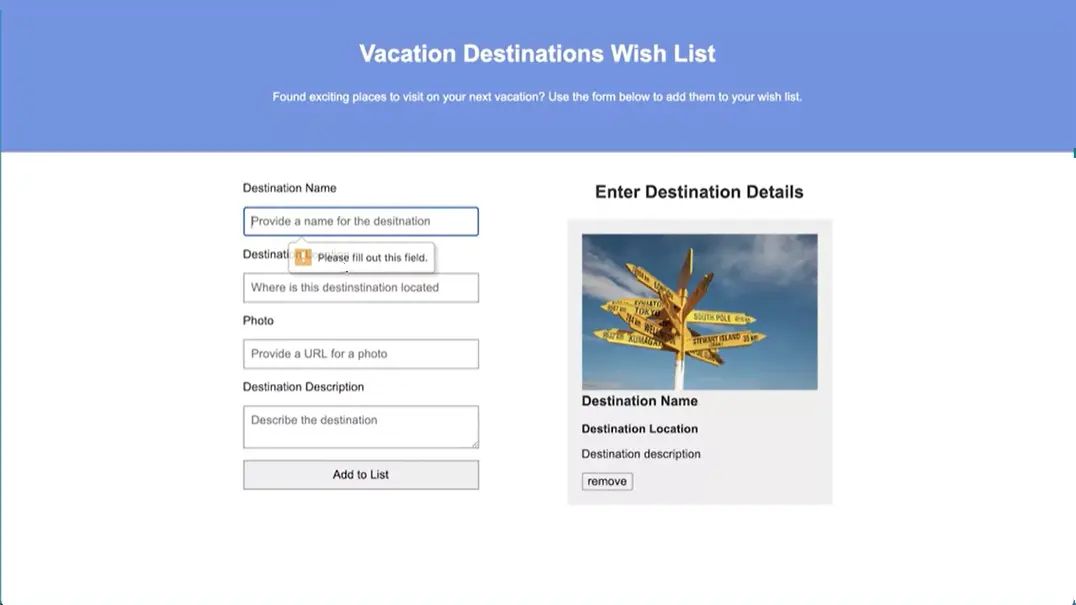 Vacation Destinations Wish List
Found exciting places to visit on your next vacation? Use the form below to add them to your wish list.
Destination Name
Provide a name for the desitnation
Please fill out this field.
Where is this destinstination located
Photo
Provide a URL for a photo
Destination Description
Describe the destination
Add to List
Enter Destination Details
TOKYO
SOUTH POLE
STEWART ISLAND 35 km
Destination Name
Destination Location
Destination description
remove